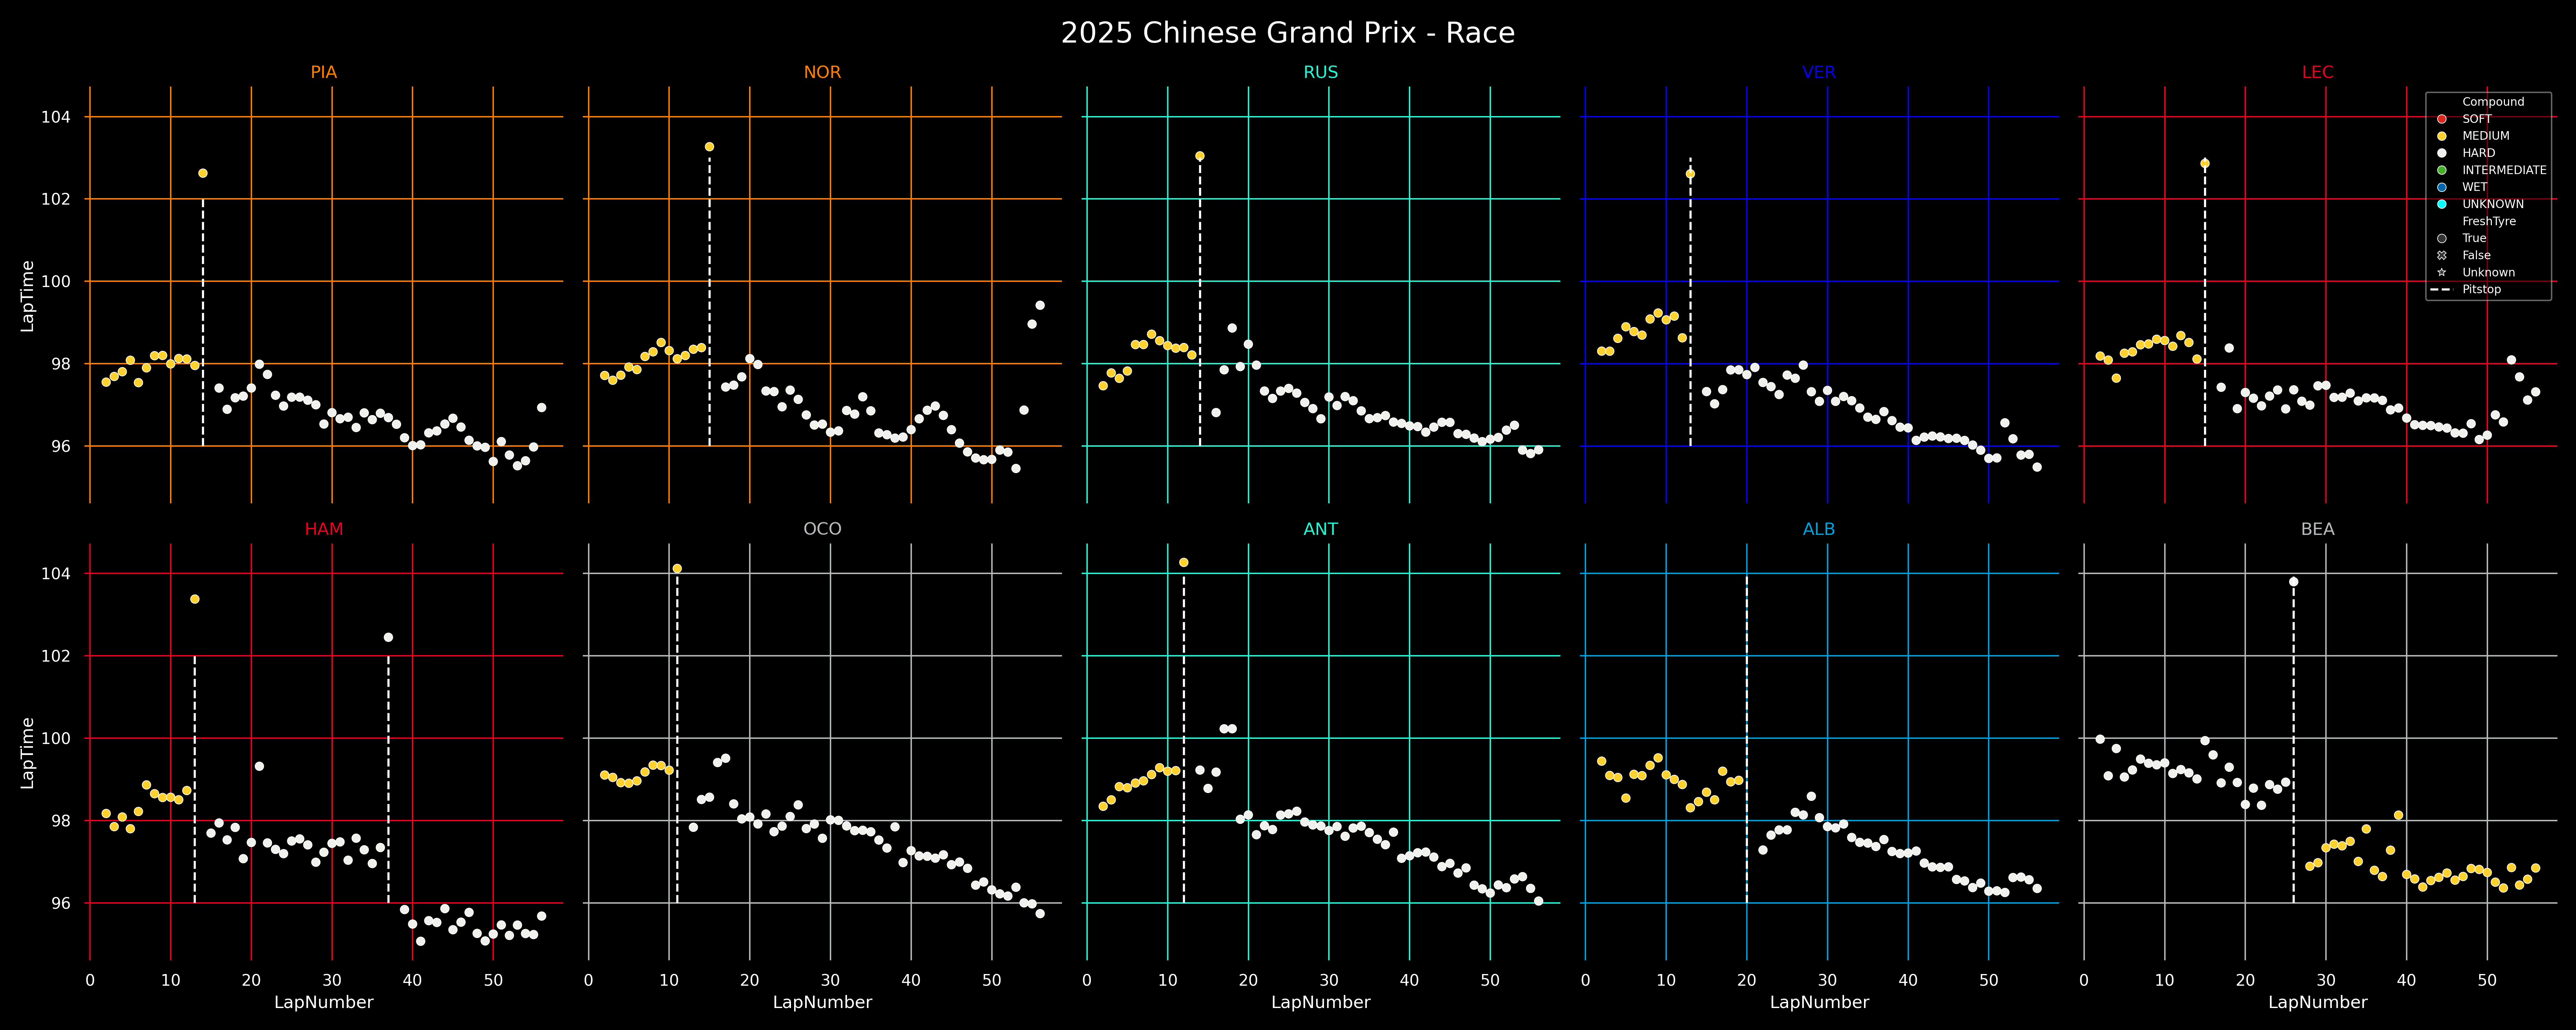 2025 Chinese Grand Prix - Race
PIA
NOR
RUS
VER
LEC
LapTime
104
102
100
98
96
Compound
SOFT
MEDIUM
HARD
INTERMEDIATE
WET
UNKNOWN
FreshTyre
True
False
Unknown
Pitstop
HAM
OCO
ANT
ALB
BEA
LapTime
104
102
100
98
96
0 10 20 30 40 50
0 10 20 30 40 50
0 10 20 30 40 50
0 10 20 30 40 50
0 10 20 30 40 50
LapNumber
LapNumber
LapNumber
LapNumber
LapNumber